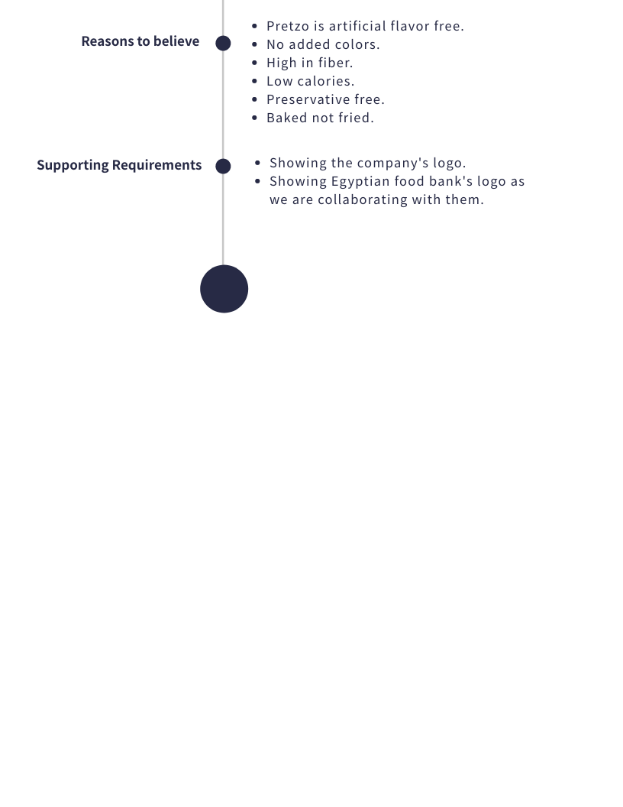 Reasons to believe
• Pretzo is artificial flavor free.
• No added colors.
• High in fiber.
• Low calories.
• Preservative free.
• Baked not fried.
Supporting Requirements
• Showing the company's logo.
• Showing Egyptian food bank's logo as
we are collaborating with them.